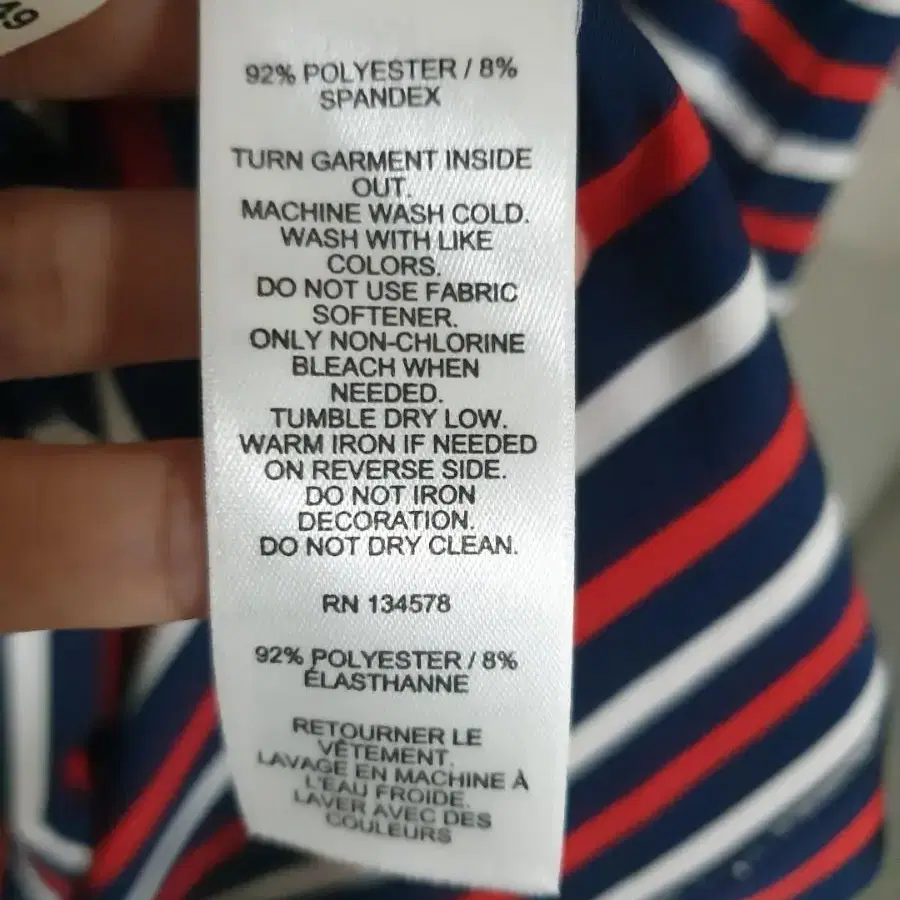 49
92% POLYESTER / 8%
SPANDEX
TURN GARMENT INSIDE
OUT.
MACHINE WASH COLD.
WASH WITH LIKE
COLORS.
DO NOT USE FABRIC
SOFTENER.
ONLY NON-CHLORINE
BLEACH WHEN
NEEDED.
TUMBLE DRY LOW.
WARM IRON IF NEEDED
ON REVERSE SIDE.
DO NOT IRON
DECORATION.
DO NOT DRY CLEAN.
RN 134578
92% POLYESTER / 8%
ÉLASTHANNE
RETOURNER LE
VÊTEMENT.
LAVAGE EN MACHINE À
L'EAU FROIDE.
LAVER AVEC DES
COULEURS